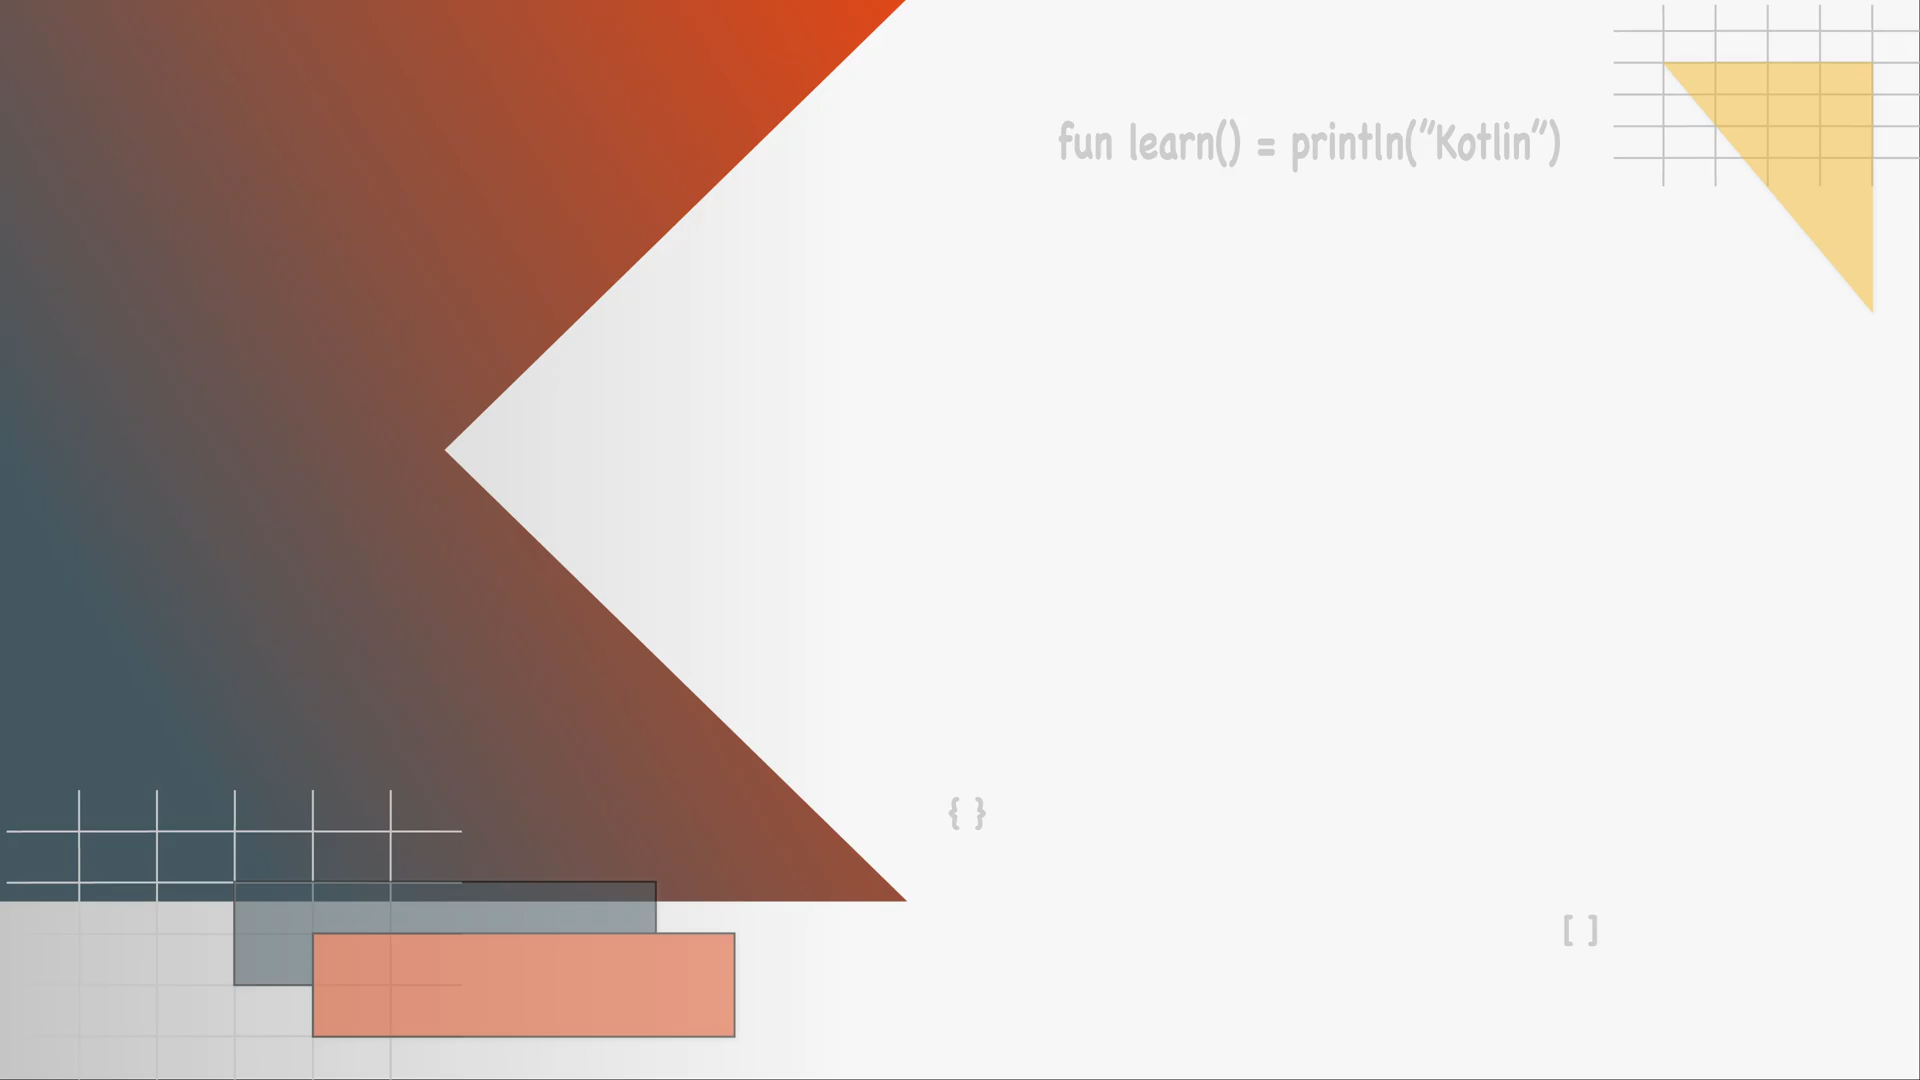 fun learn() = println("Kotlin")
{ }
[ ]